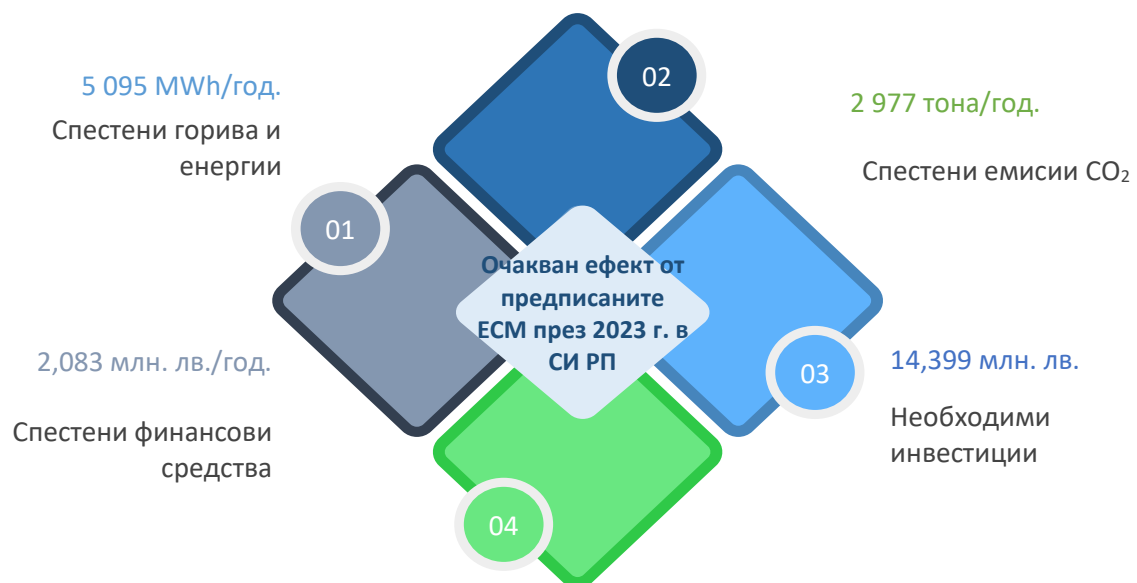 02
5 095 MWh/год.
Спестени горива и
енергии
2 977 тона/год.
Спестени емисии CO₂
01
Очакван ефект от
предписаните
ЕСМ през 2023 г. в
СИ РП
2,083 млн. лв./год.
Спестени финансови
средства
03
14,399 млн. лв.
Необходими
инвестиции
04